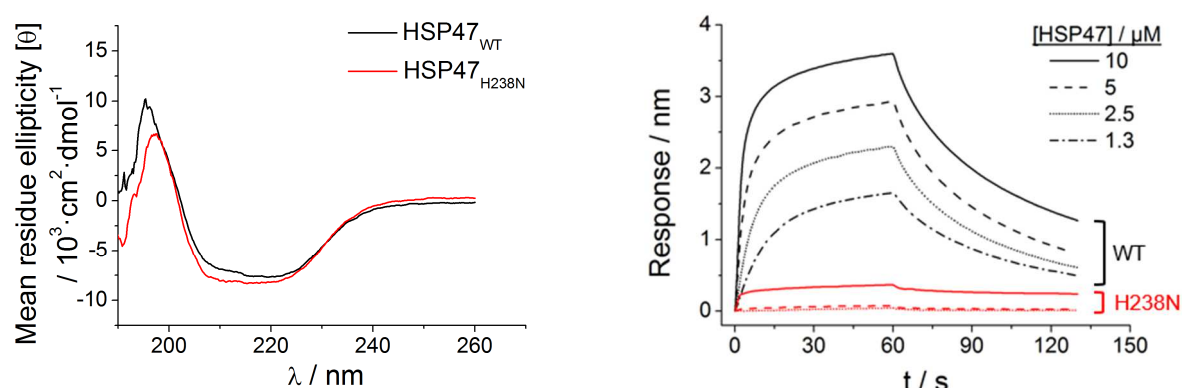 Mean residue ellipticity [θ]
/ 10³·cm²·dmol⁻¹
15
10
5
0
-5
-10
HSP47WT
HSP47H238N
200
220
240
260
λ / nm
Response / nm
4
3
2
1
0
[HSP47] / µM
10
5
2.5
1.3
WT
H238N
0
30
60
90
120
150
t / s